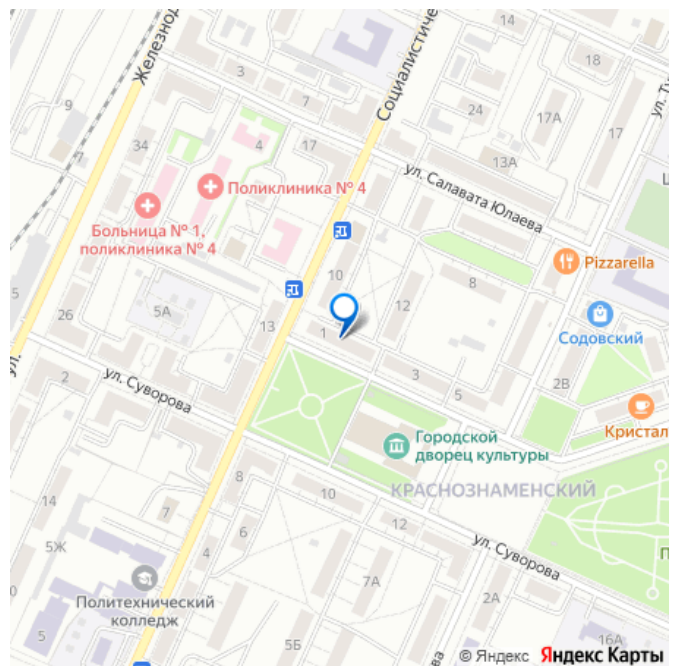 Железнод
Социалистиче
14
18
3
7
24
17А
17
ул. Ту
9
34
4
17
13А
ул. Салавата Юлаева
Поликлиника № 4
Больница № 1,
поликлиника № 4
Pizzarella
5
10
8
12
5А
26
13
1
Содовский
ул.
2
ул. Суворова
3
5
2В
Кристал
Городской
дворец культуры
КРАСНОЗНАМЕНСКИЙ
8
10
14
7
12
6
4
5Ж
ул. Суворова
П
Политехнический
колледж
7А
2А
5
5Б
16А
© Яндекс Яндекс Карты